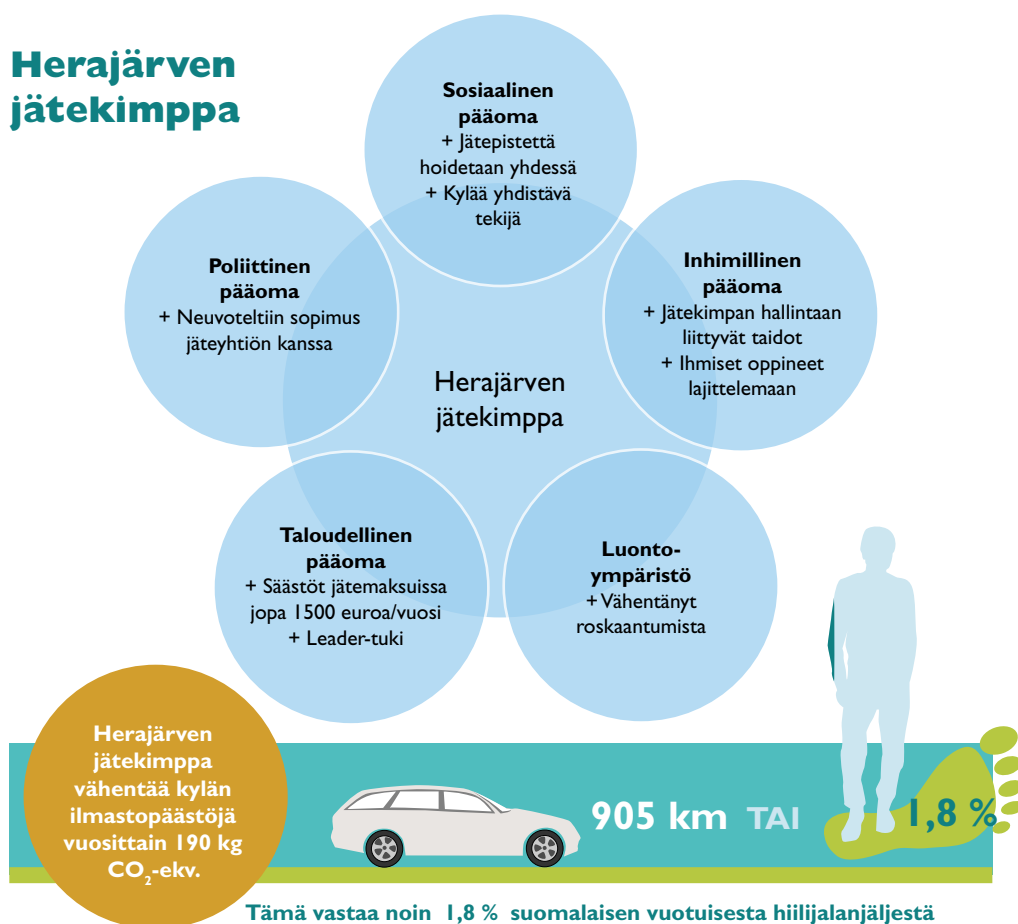 Herajärven
jätekimppa
Sosiaalinen
pääoma
+ Jätepistettä
hoidetaan yhdessä
+ Kylää yhdistävä
tekijä
Poliittinen
pääoma
+ Neuvoteltiin sopimus
jäteyhtiön kanssa
Inhimillinen
pääoma
+ Jätekimpan hallintaan
liittyvät taidot
+ Ihmiset oppineet
lajittelemaan
Herajärven
jätekimppa
Taloudellinen
pääoma
+ Säästöt jätemaksuissa
jopa 1500 euroa/vuosi
+ Leader-tuki
Luonto-
ympäristö
+ Vähentänyt
roskaantumista
Herajärven
jätekimppa
vähentää kylän
ilmastopäästöjä
vuosittain 190 kg
CO₂-ekv.
905 km TAI 1,8 %
Tämä vastaa noin 1,8 % suomalaisen vuotuisesta hiilijalanjäljestä